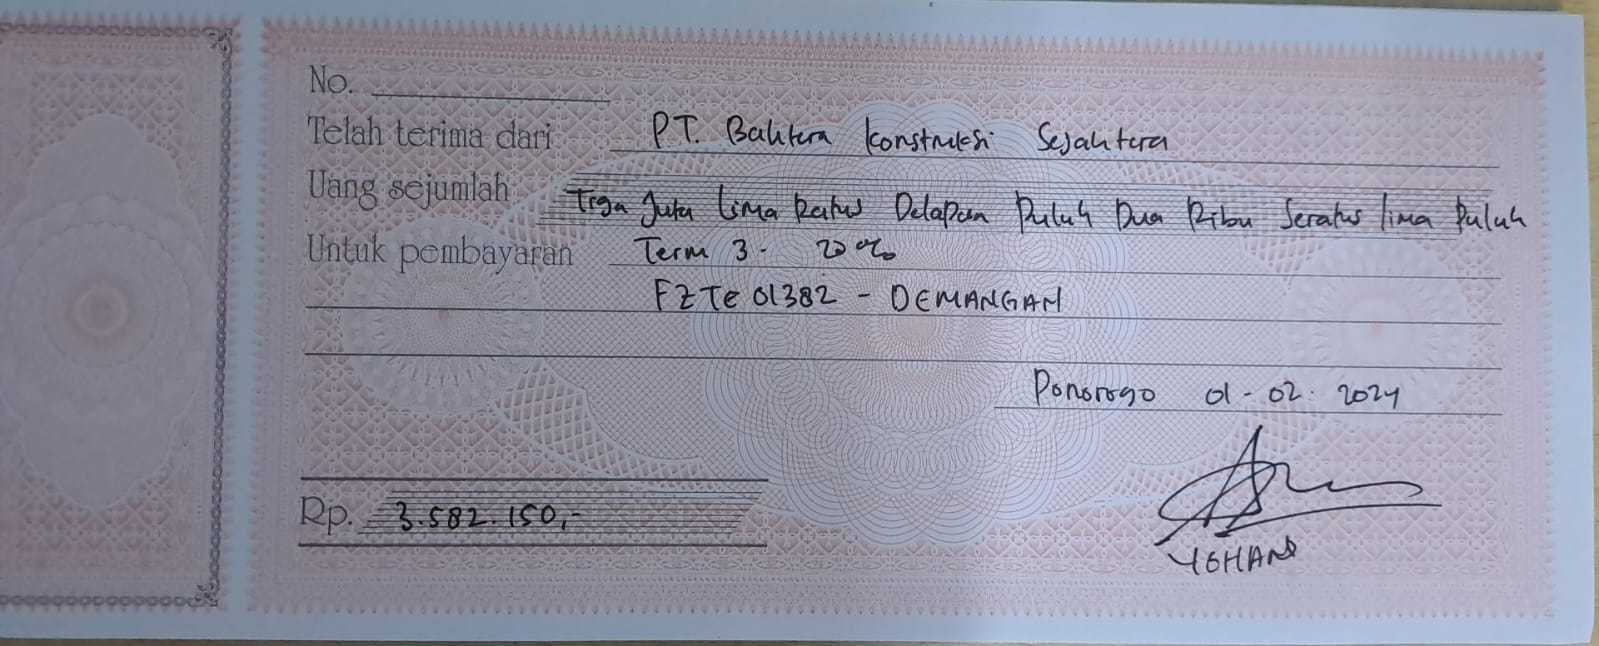 No.
Telah terima dari PT. Bahtera Konstruksi Sejahtera
Uang sejumlah Tiga Juta Lima Ratus Delapan Puluh Dua Ribu Seratus lima Puluh
Untuk pembayaran Term 3. 20%
FZTE 01382 - DEMANGAN
Ponorogo 01-02.2024
Rp. 3.582.150,-
YOHAN